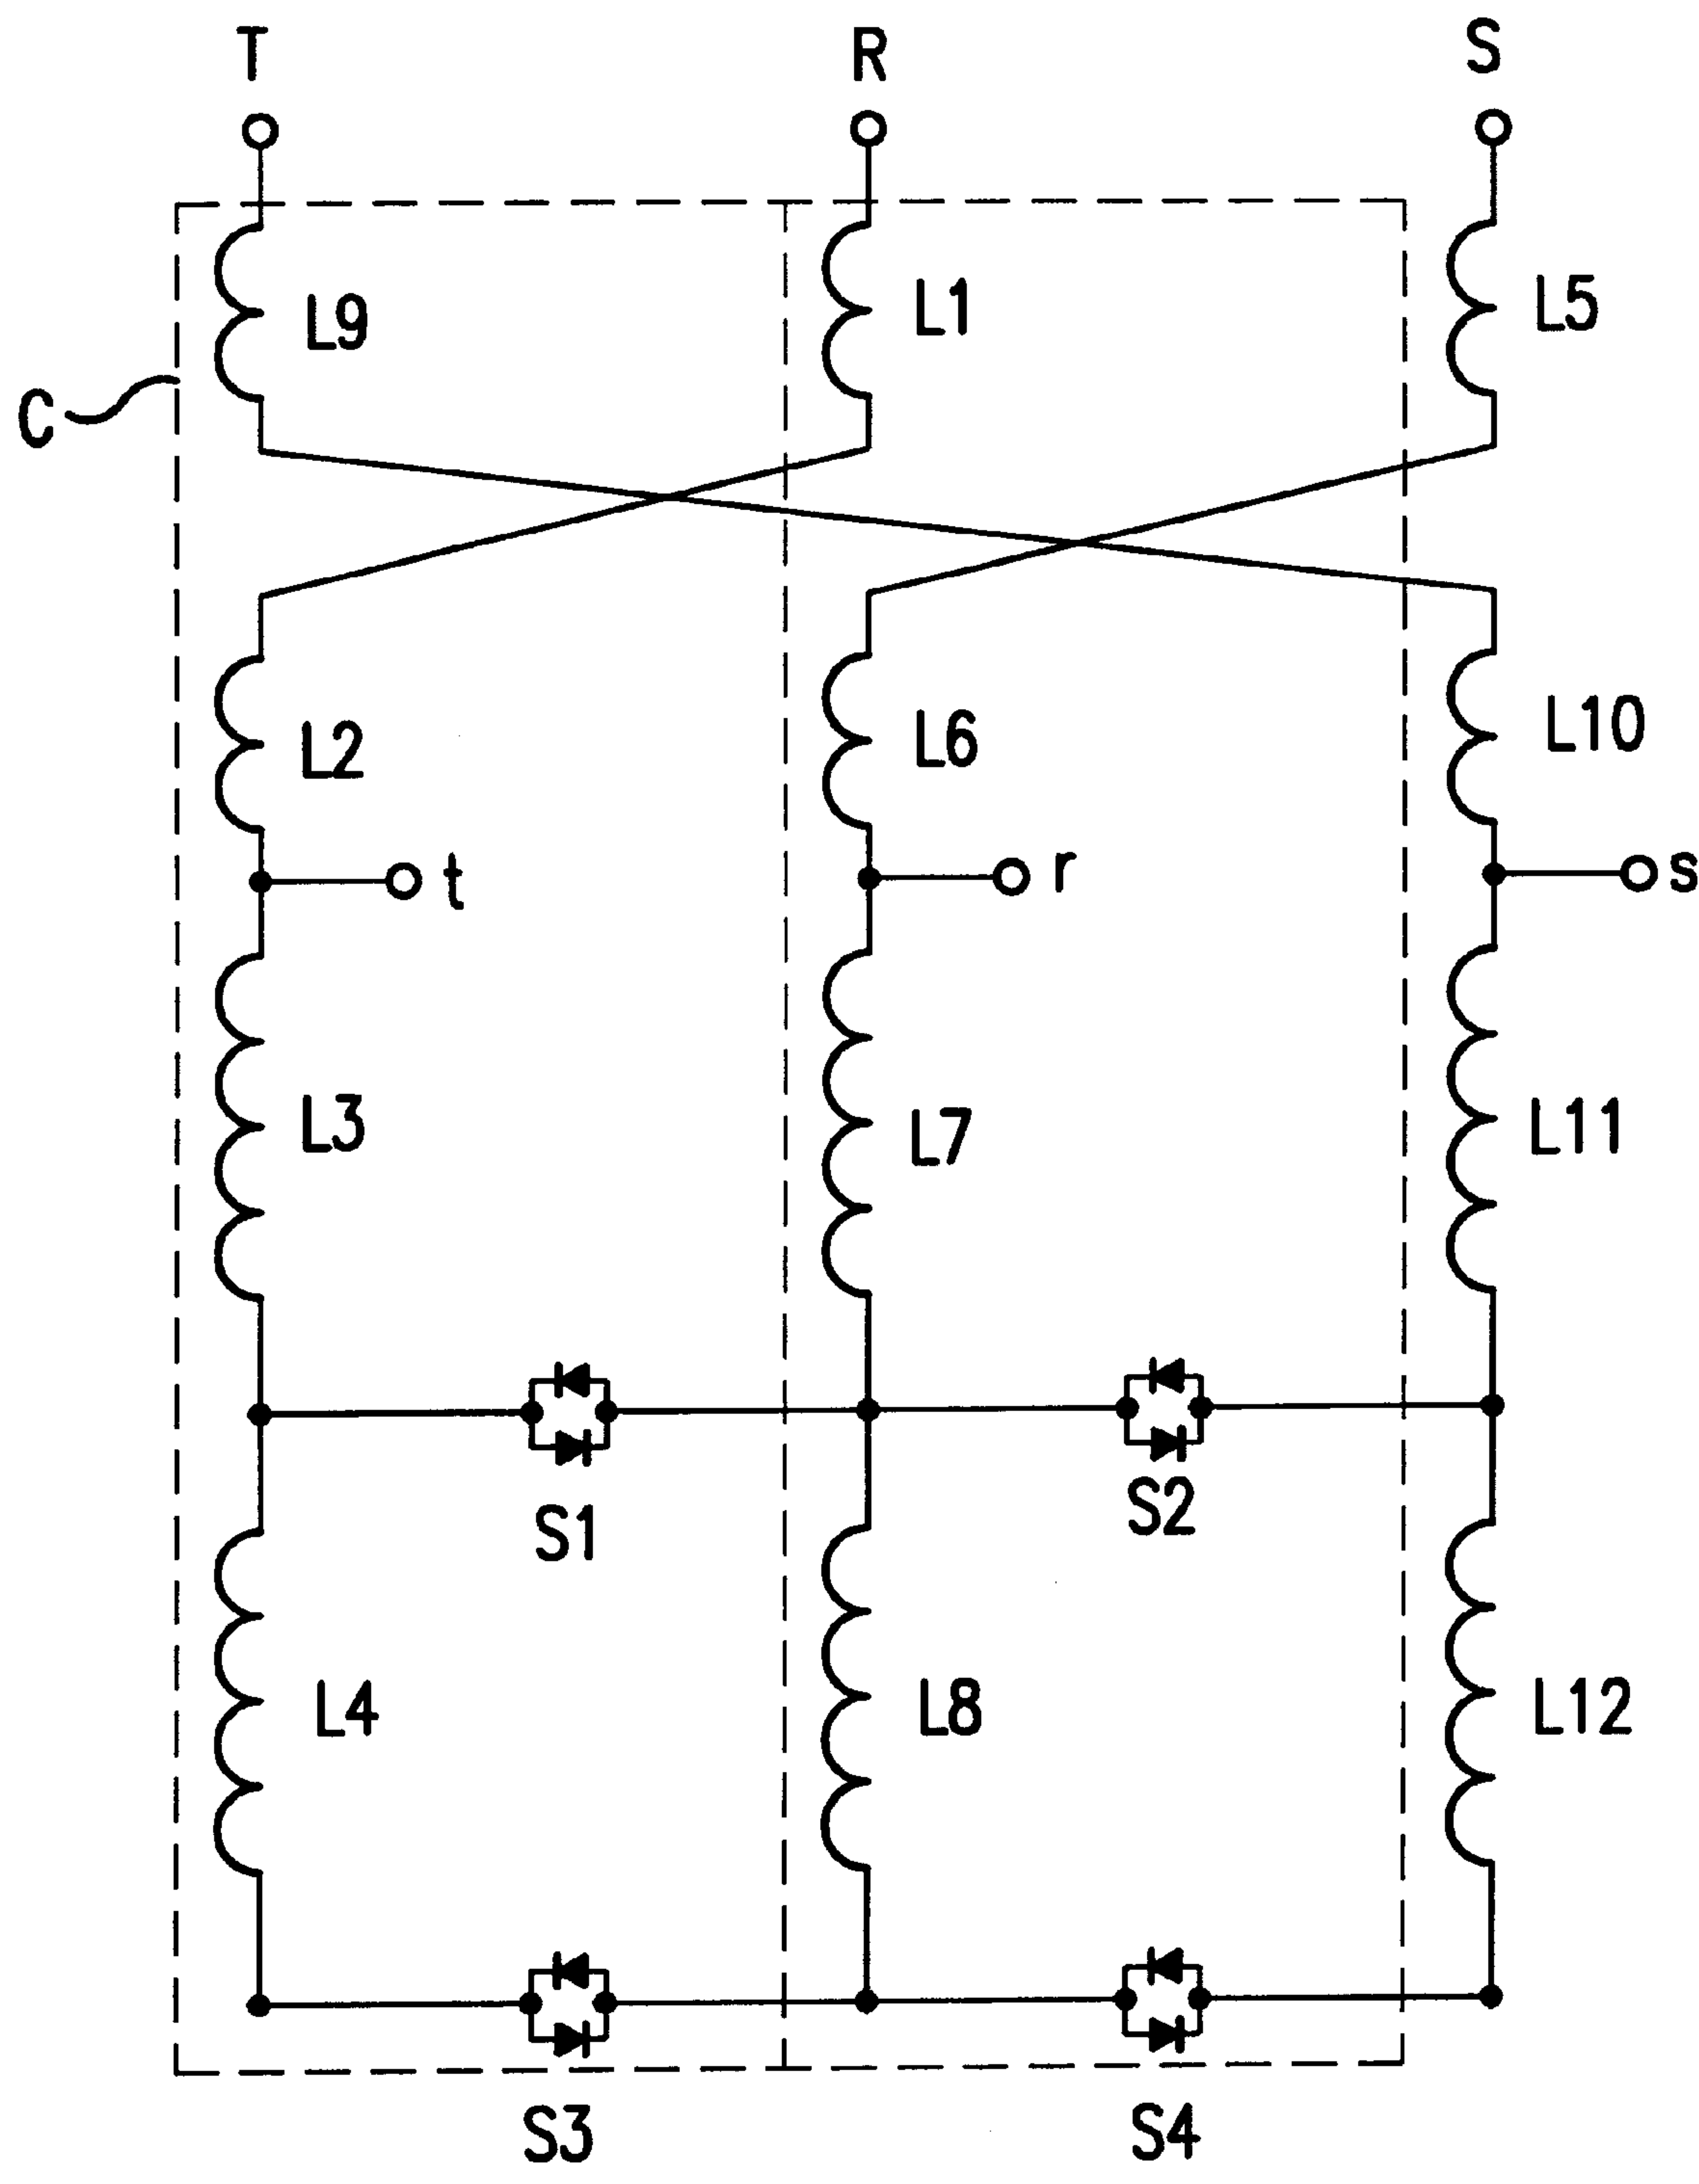 T R S
L9 L1 L5
C
L2 L6 L10
t r s
L3 L7 L11
S1 S2
L4 L8 L12
S3 S4